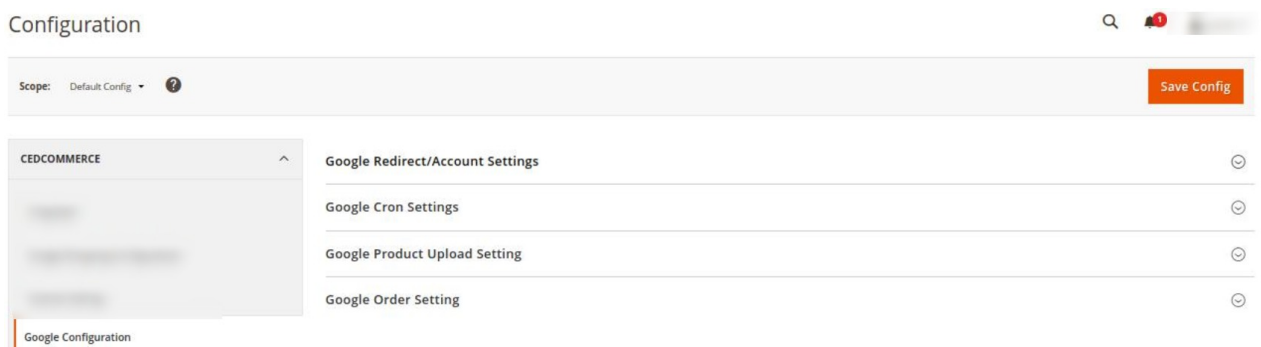 Configuration
1
Scope: Default Config
Save Config
CEDCOMMERCE
Google Redirect/Account Settings
Google Cron Settings
Google Product Upload Setting
Google Order Setting
Google Configuration